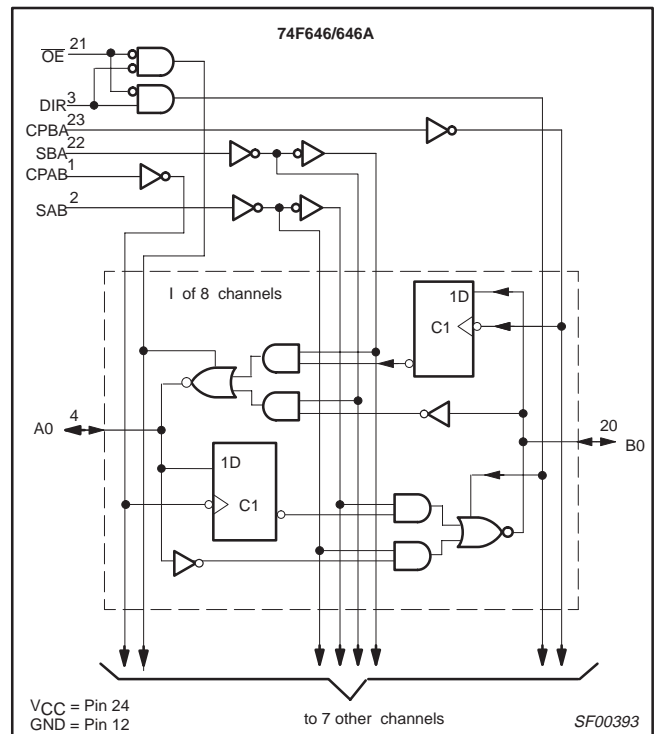 74F646/646A
OE 21
DIR 3
CPBA 23
SBA 22
CPAB 1
SAB 2
I of 8 channels
1D
C1
4
A0
20
B0
1D
C1
VCC = Pin 24
GND = Pin 12
to 7 other channels
SF00393